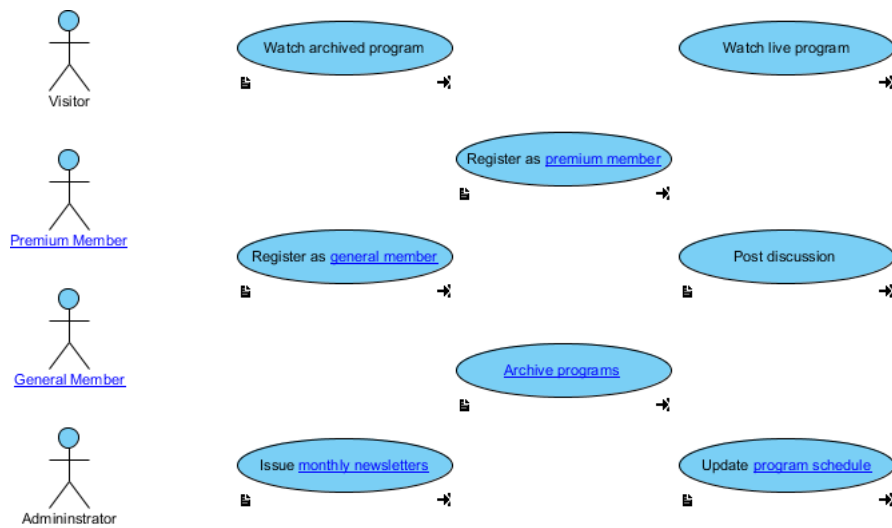 Watch archived program
Watch live program
Visitor
Register as premium member
Premium Member
Register as general member
Post discussion
General Member
Archive programs
Issue monthly newsletters
Update program schedule
Admininstrator